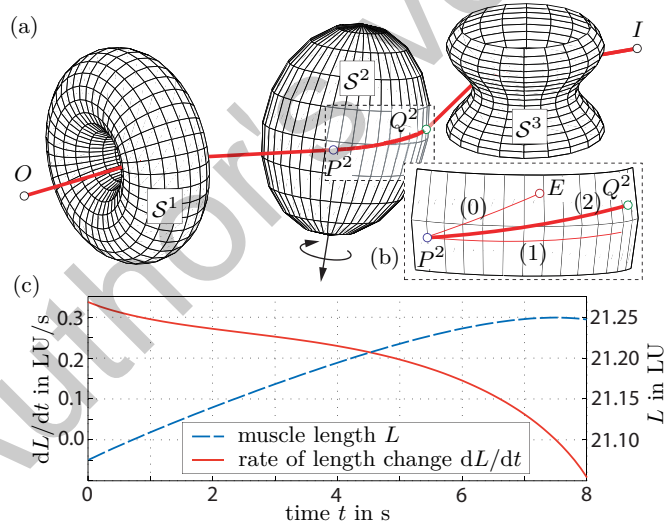 (a)
O
S¹
S²
P²
Q²
S³
I
(b)
(0)
E
(2)
Q²
P²
(1)
(c)
dL/dt in LU/s
0.3
0.2
0.1
0.0
21.25
21.20
21.15
21.10
L in LU
muscle length L
rate of length change dL/dt
0 2 4 6 8
time t in s
Author's ve